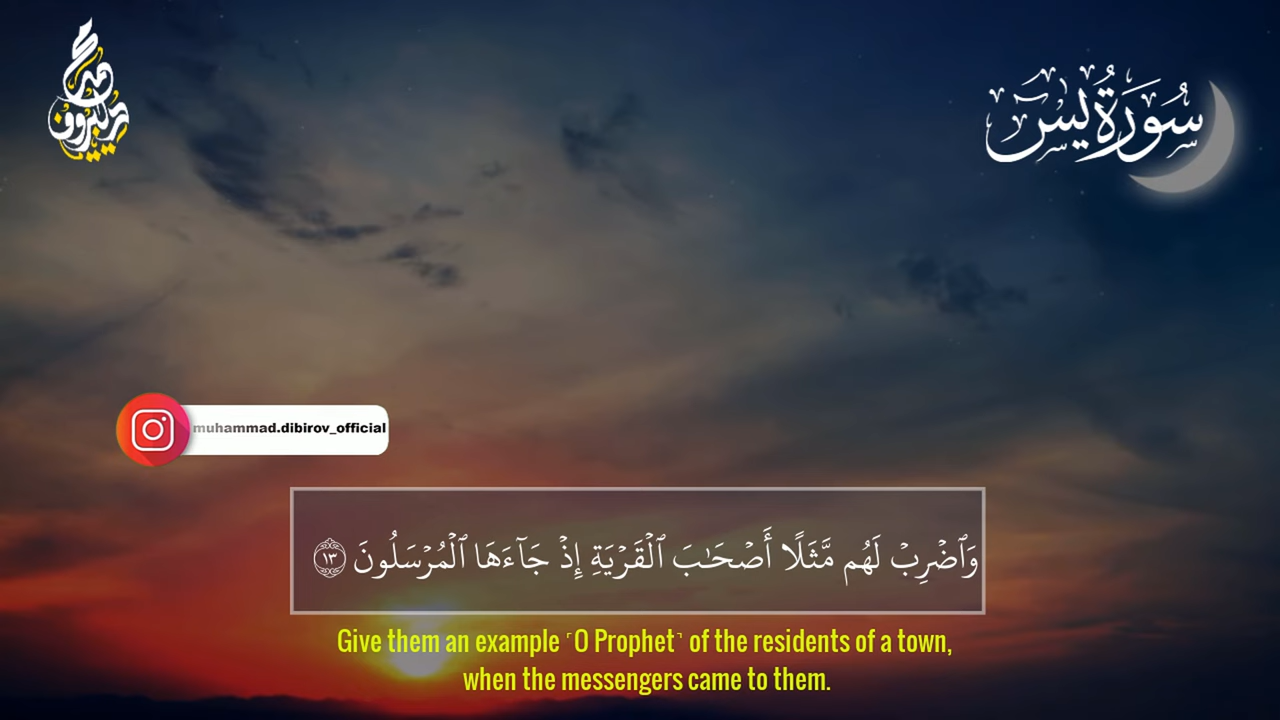 سُورَةُ يسٓ
muhammad.dibirov_official
وَٱضۡرِبۡ لَهُم مَّثَلًا أَصۡحَٰبَ ٱلۡقَرۡيَةِ إِذۡ جَآءَهَا ٱلۡمُرۡسَلُونَ ١٣
Give them an example ˹O Prophet˺ of the residents of a town,
when the messengers came to them.